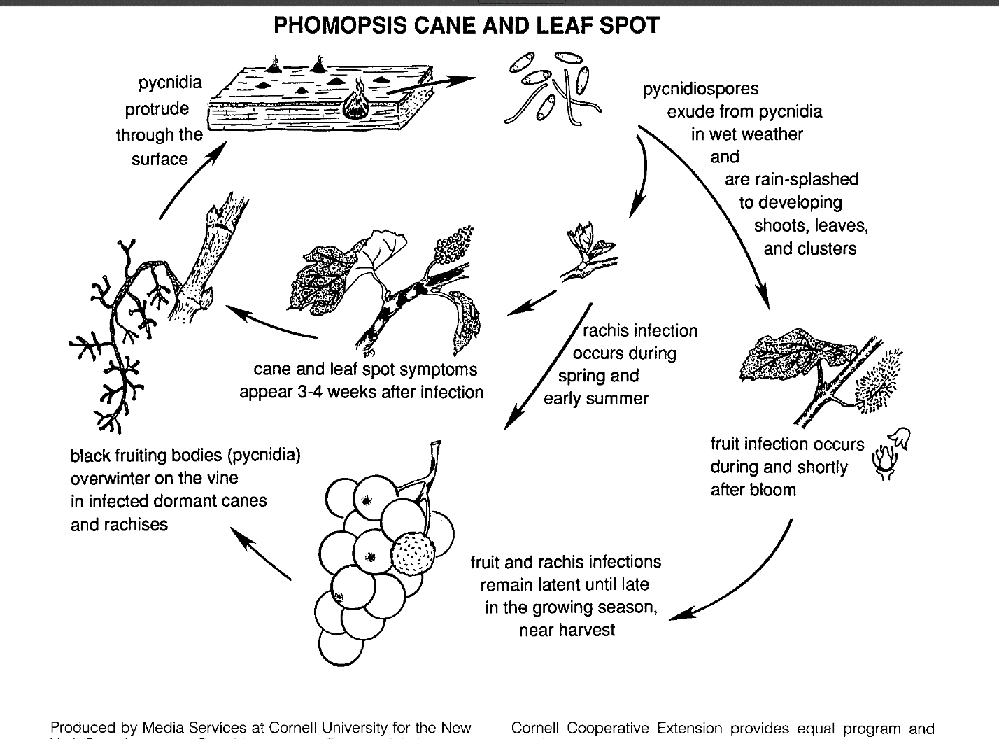 PHOMOPSIS CANE AND LEAF SPOT
pycnidia
protrude
through the
surface
pycnidiospores
exude from pycnidia
in wet weather
and
are rain-splashed
to developing
shoots, leaves,
and clusters
rachis infection
occurs during
spring and
early summer
cane and leaf spot symptoms
appear 3-4 weeks after infection
fruit infection occurs
during and shortly
after bloom
black fruiting bodies (pycnidia)
overwinter on the vine
in infected dormant canes
and rachises
fruit and rachis infections
remain latent until late
in the growing season,
near harvest
Produced by Media Services at Cornell University for the New
Cornell Cooperative Extension provides equal program and